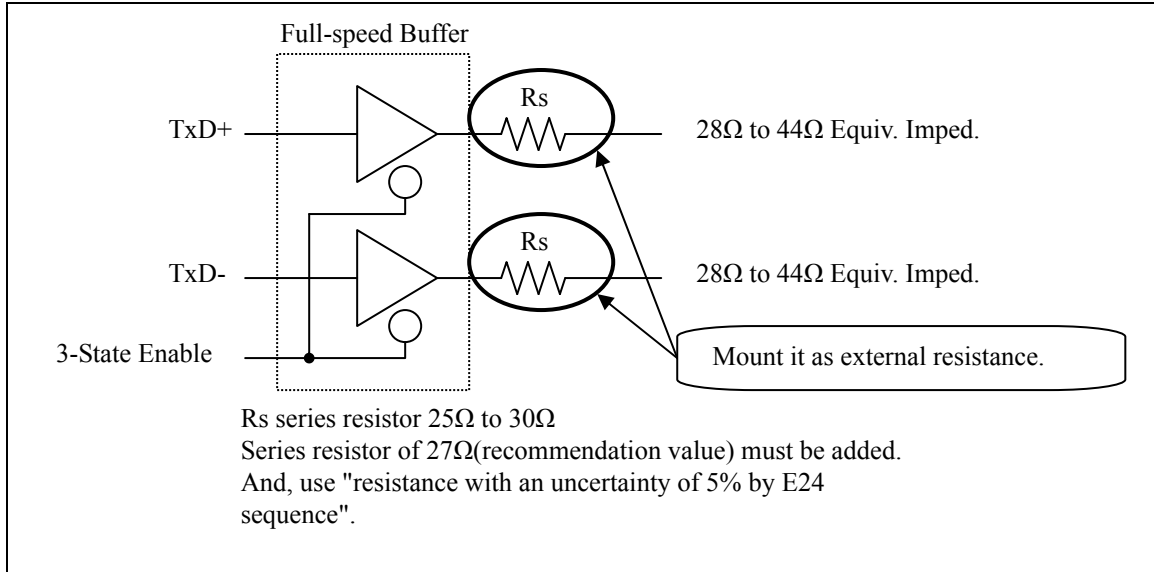 Full-speed Buffer
Rs
TxD+
28Ω to 44Ω Equiv. Imped.
Rs
TxD-
28Ω to 44Ω Equiv. Imped.
3-State Enable
Mount it as external resistance.
Rs series resistor 25Ω to 30Ω
Series resistor of 27Ω(recommendation value) must be added.
And, use "resistance with an uncertainty of 5% by E24
sequence".